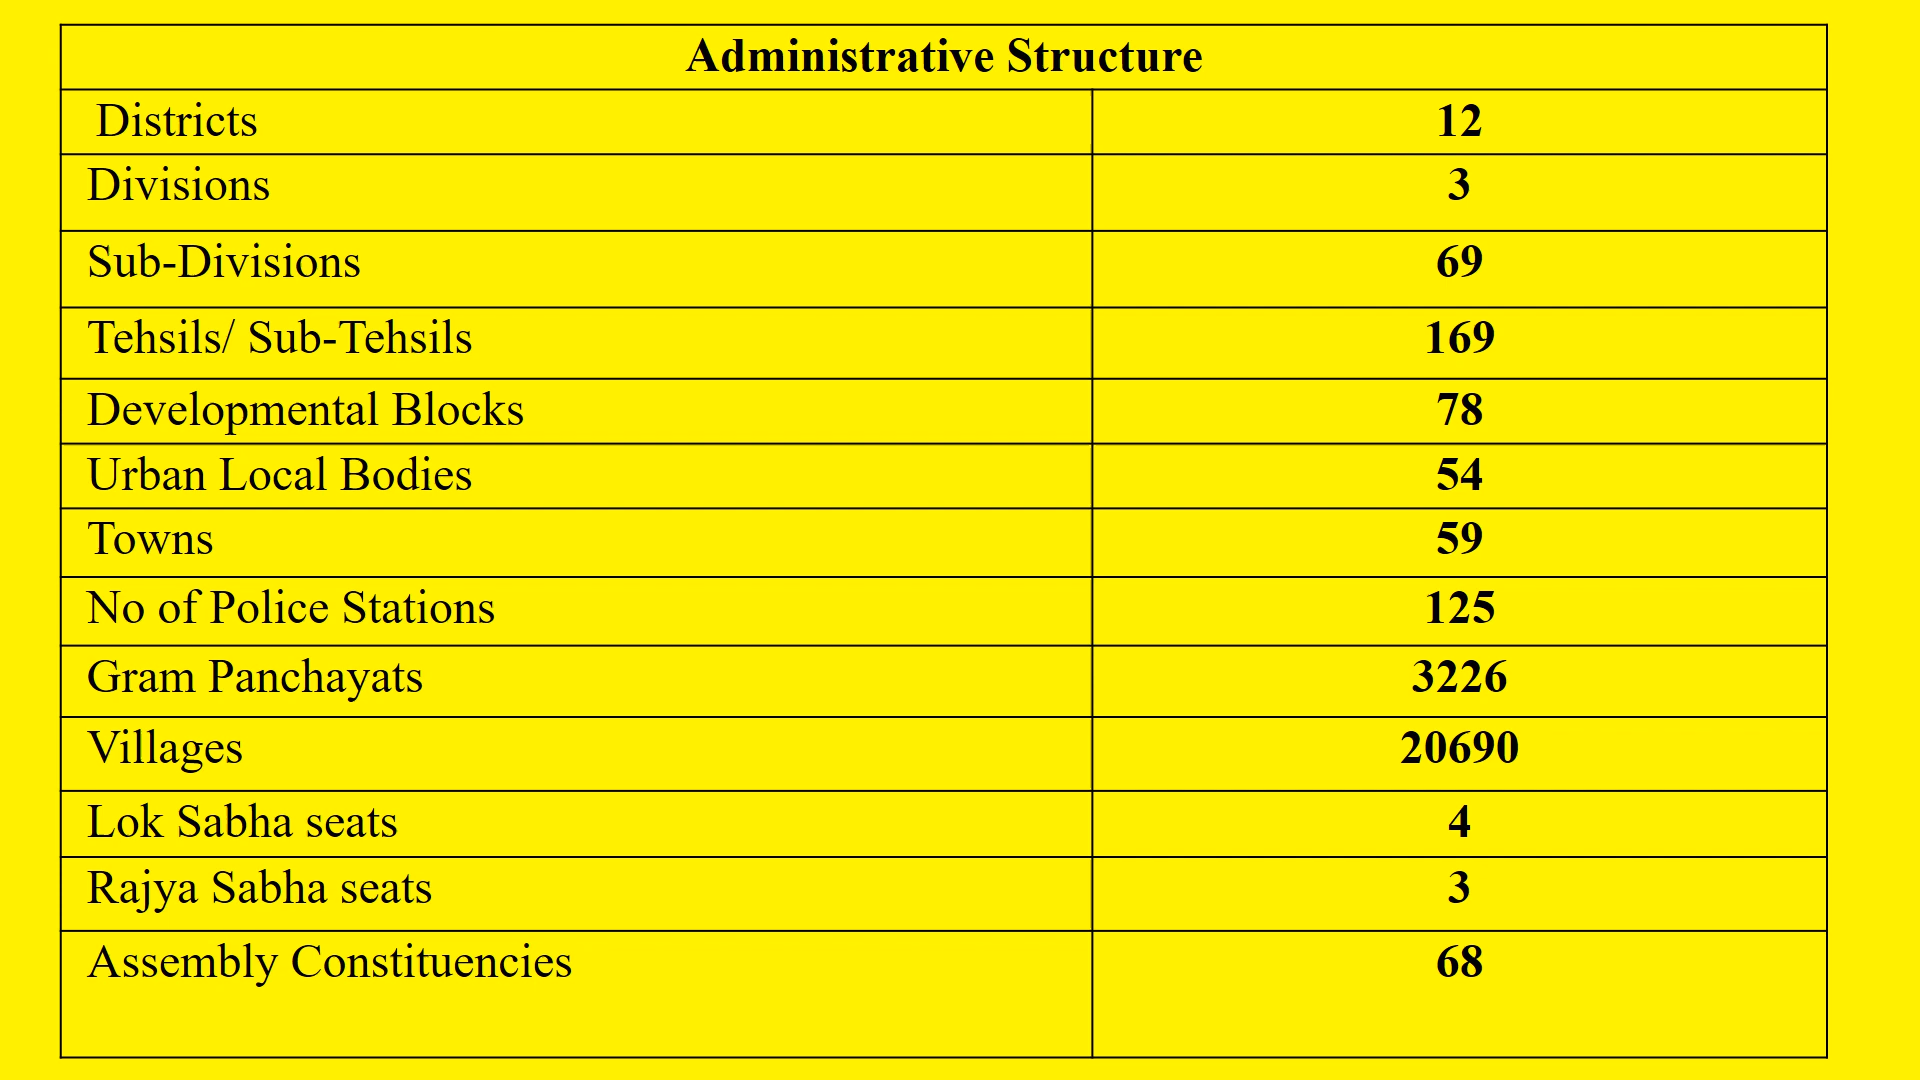 Administrative Structure
Districts 12
Divisions 3
Sub-Divisions 69
Tehsils/ Sub-Tehsils 169
Developmental Blocks 78
Urban Local Bodies 54
Towns 59
No of Police Stations 125
Gram Panchayats 3226
Villages 20690
Lok Sabha seats 4
Rajya Sabha seats 3
Assembly Constituencies 68